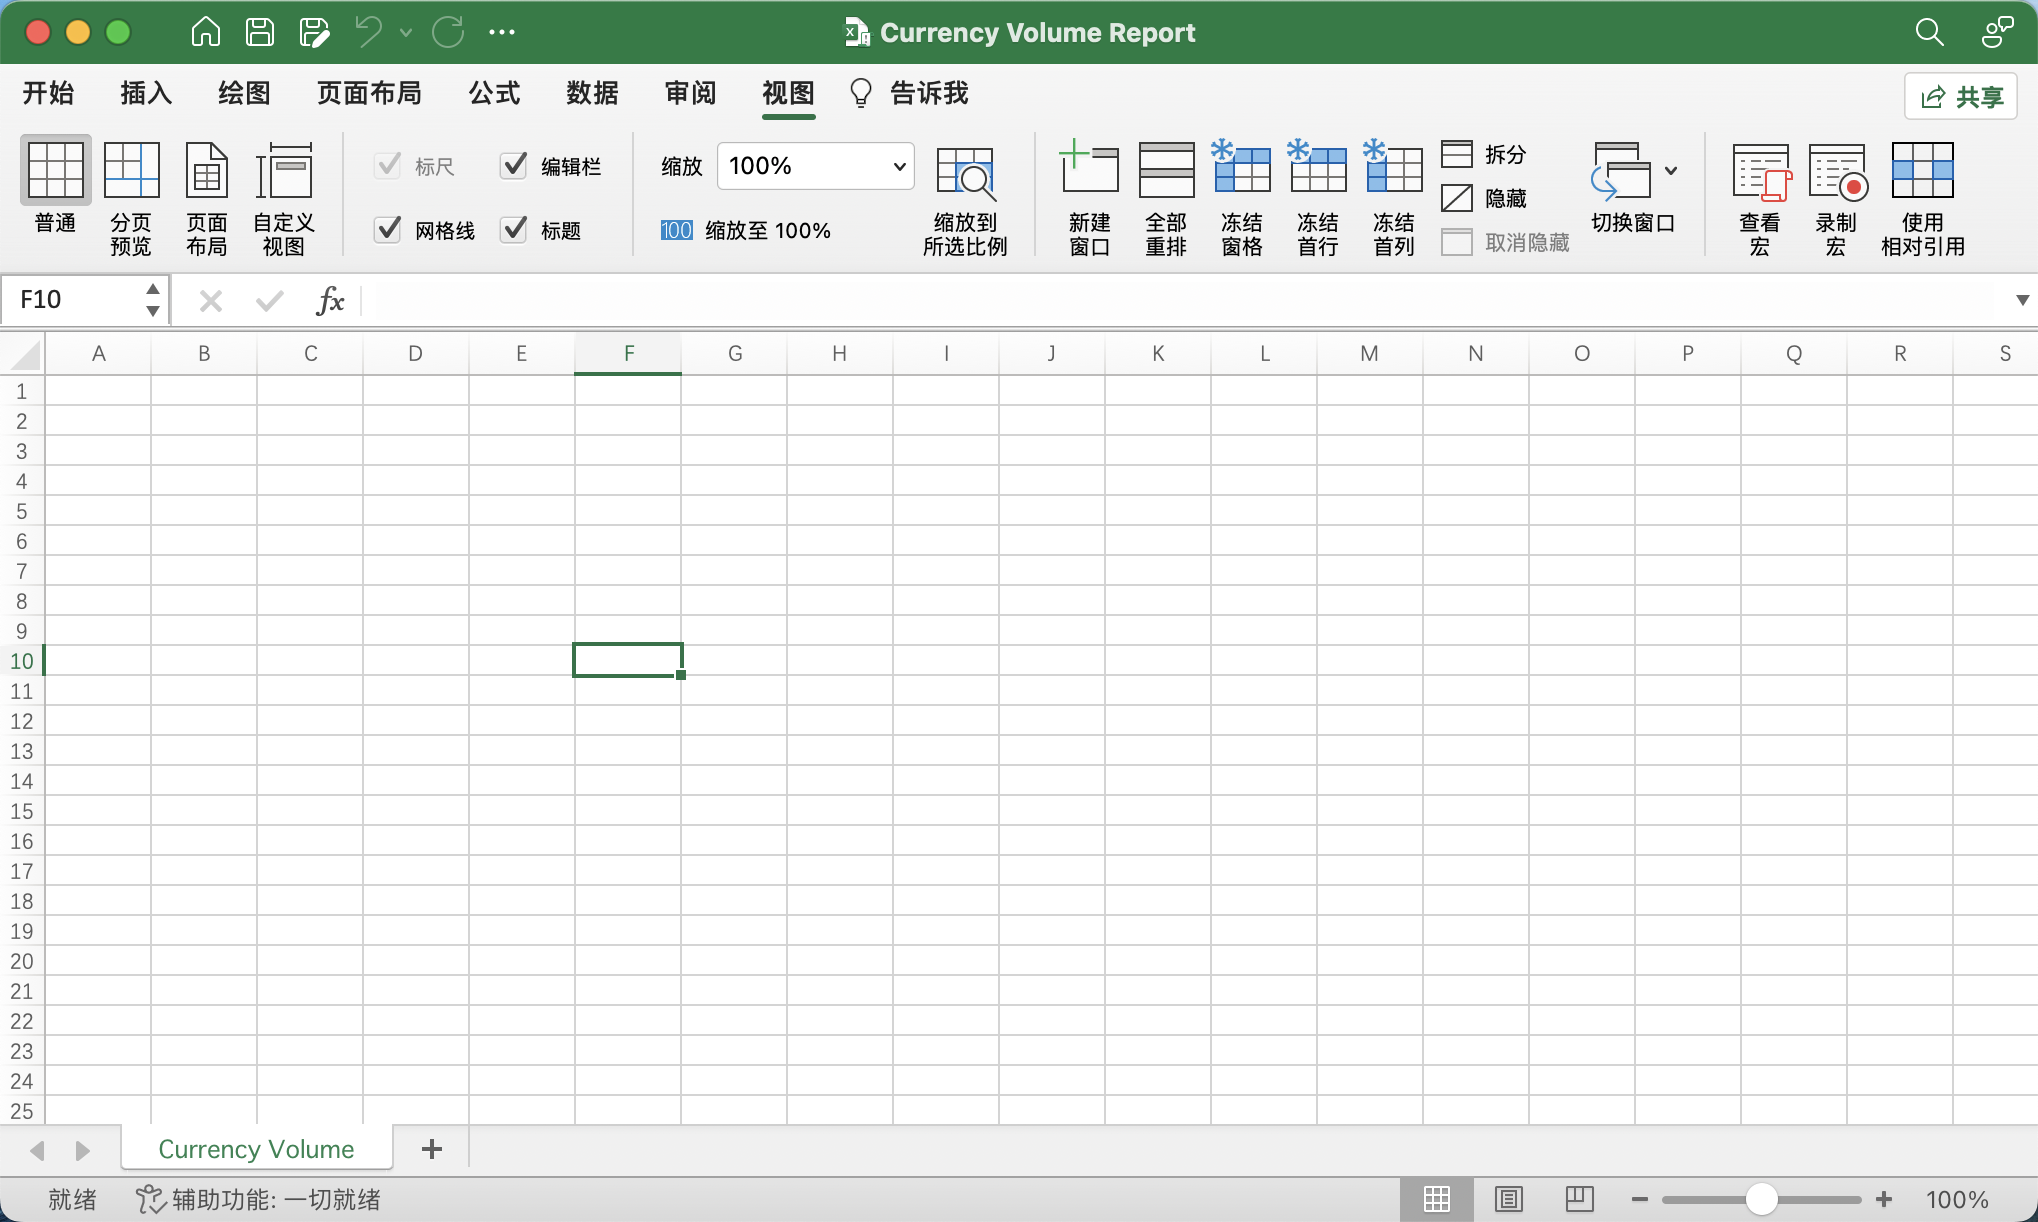 Currency Volume Report
开始 插入 绘图 页面布局 公式 数据 审阅 视图 告诉我 共享
普通
分页
预览
页面
布局
自定义
视图
标尺 编辑栏
网格线 标题
缩放 100%
100 缩放至 100%
缩放到
所选比例
新建
窗口
全部
重排
冻结
窗格
冻结
首行
冻结
首列
拆分
隐藏
取消隐藏
切换窗口
查看
宏
录制
宏
使用
相对引用
F10 fx
A B C D E F G H I J K L M N O P Q R S
1
2
3
4
5
6
7
8
9
10
11
12
13
14
15
16
17
18
19
20
21
22
23
24
25
Currency Volume
就绪 辅助功能: 一切就绪 100%